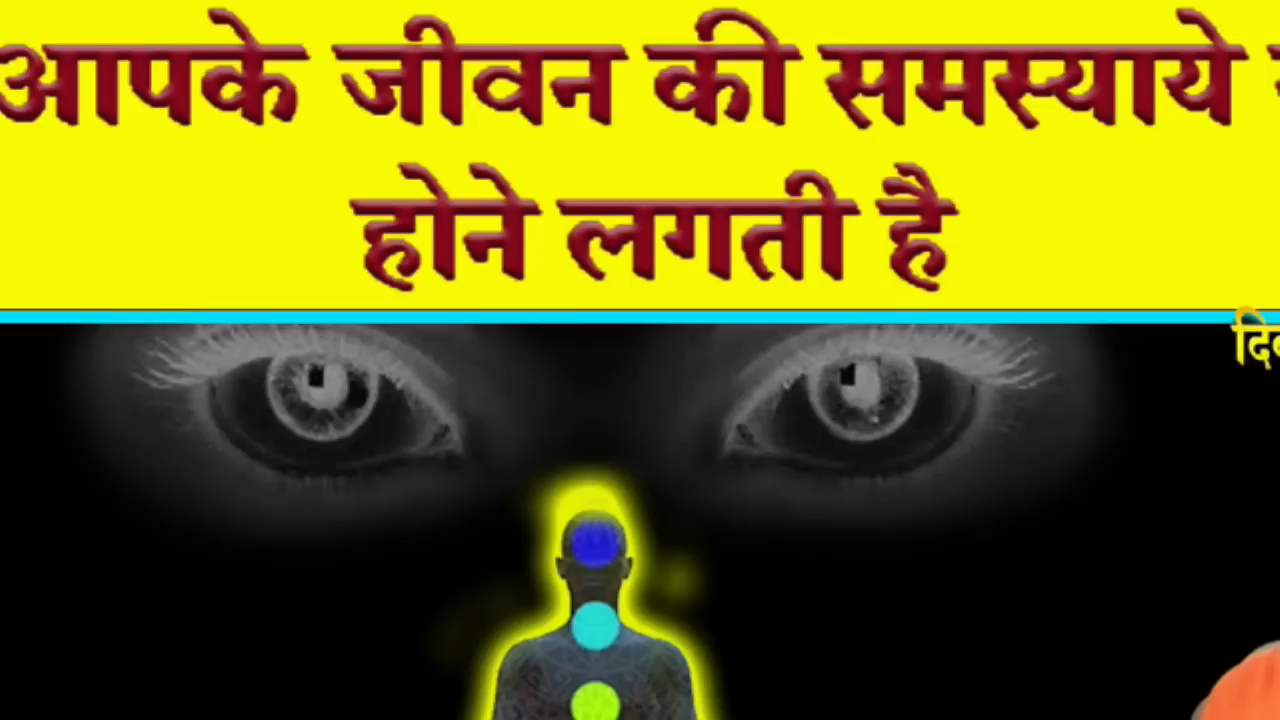 आपके जीवन की समस्याये
होने लगती है